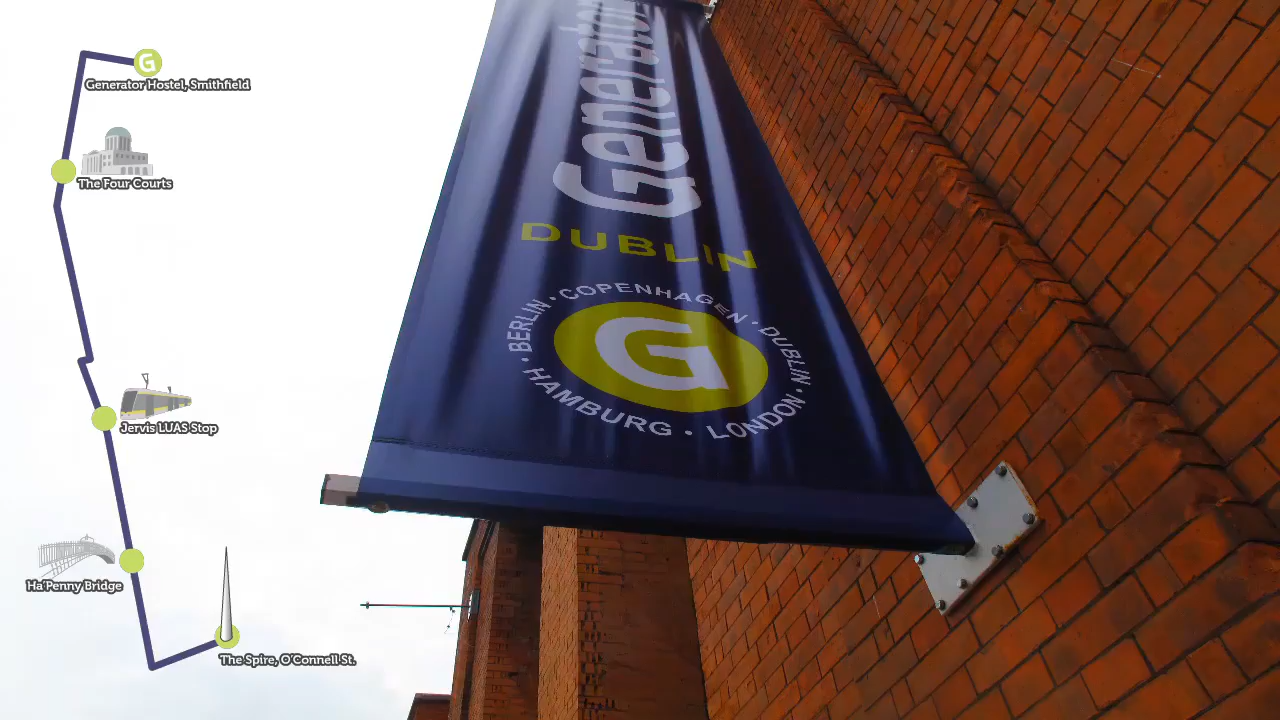 Generator Hostel, Smithfield
The Four Courts
Jervis LUAS Stop
Ha'Penny Bridge
The Spire, O'Connell St.
Generator
DUBLIN
BERLIN · COPENHAGEN · DUBLIN · LONDON · HAMBURG ·
G
G